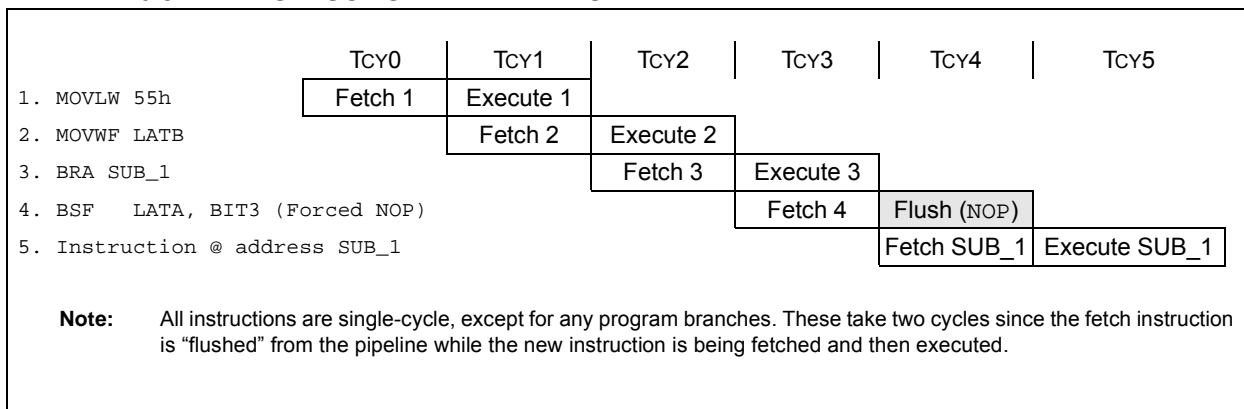 TCY0 TCY1 TCY2 TCY3 TCY4 TCY5
1. MOVLW 55h Fetch 1 Execute 1
2. MOVWF LATB Fetch 2 Execute 2
3. BRA SUB_1 Fetch 3 Execute 3
4. BSF LATA, BIT3 (Forced NOP) Fetch 4 Flush (NOP)
5. Instruction @ address SUB_1 Fetch SUB_1 Execute SUB_1
Note: All instructions are single-cycle, except for any program branches. These take two cycles since the fetch instruction
is “flushed” from the pipeline while the new instruction is being fetched and then executed.